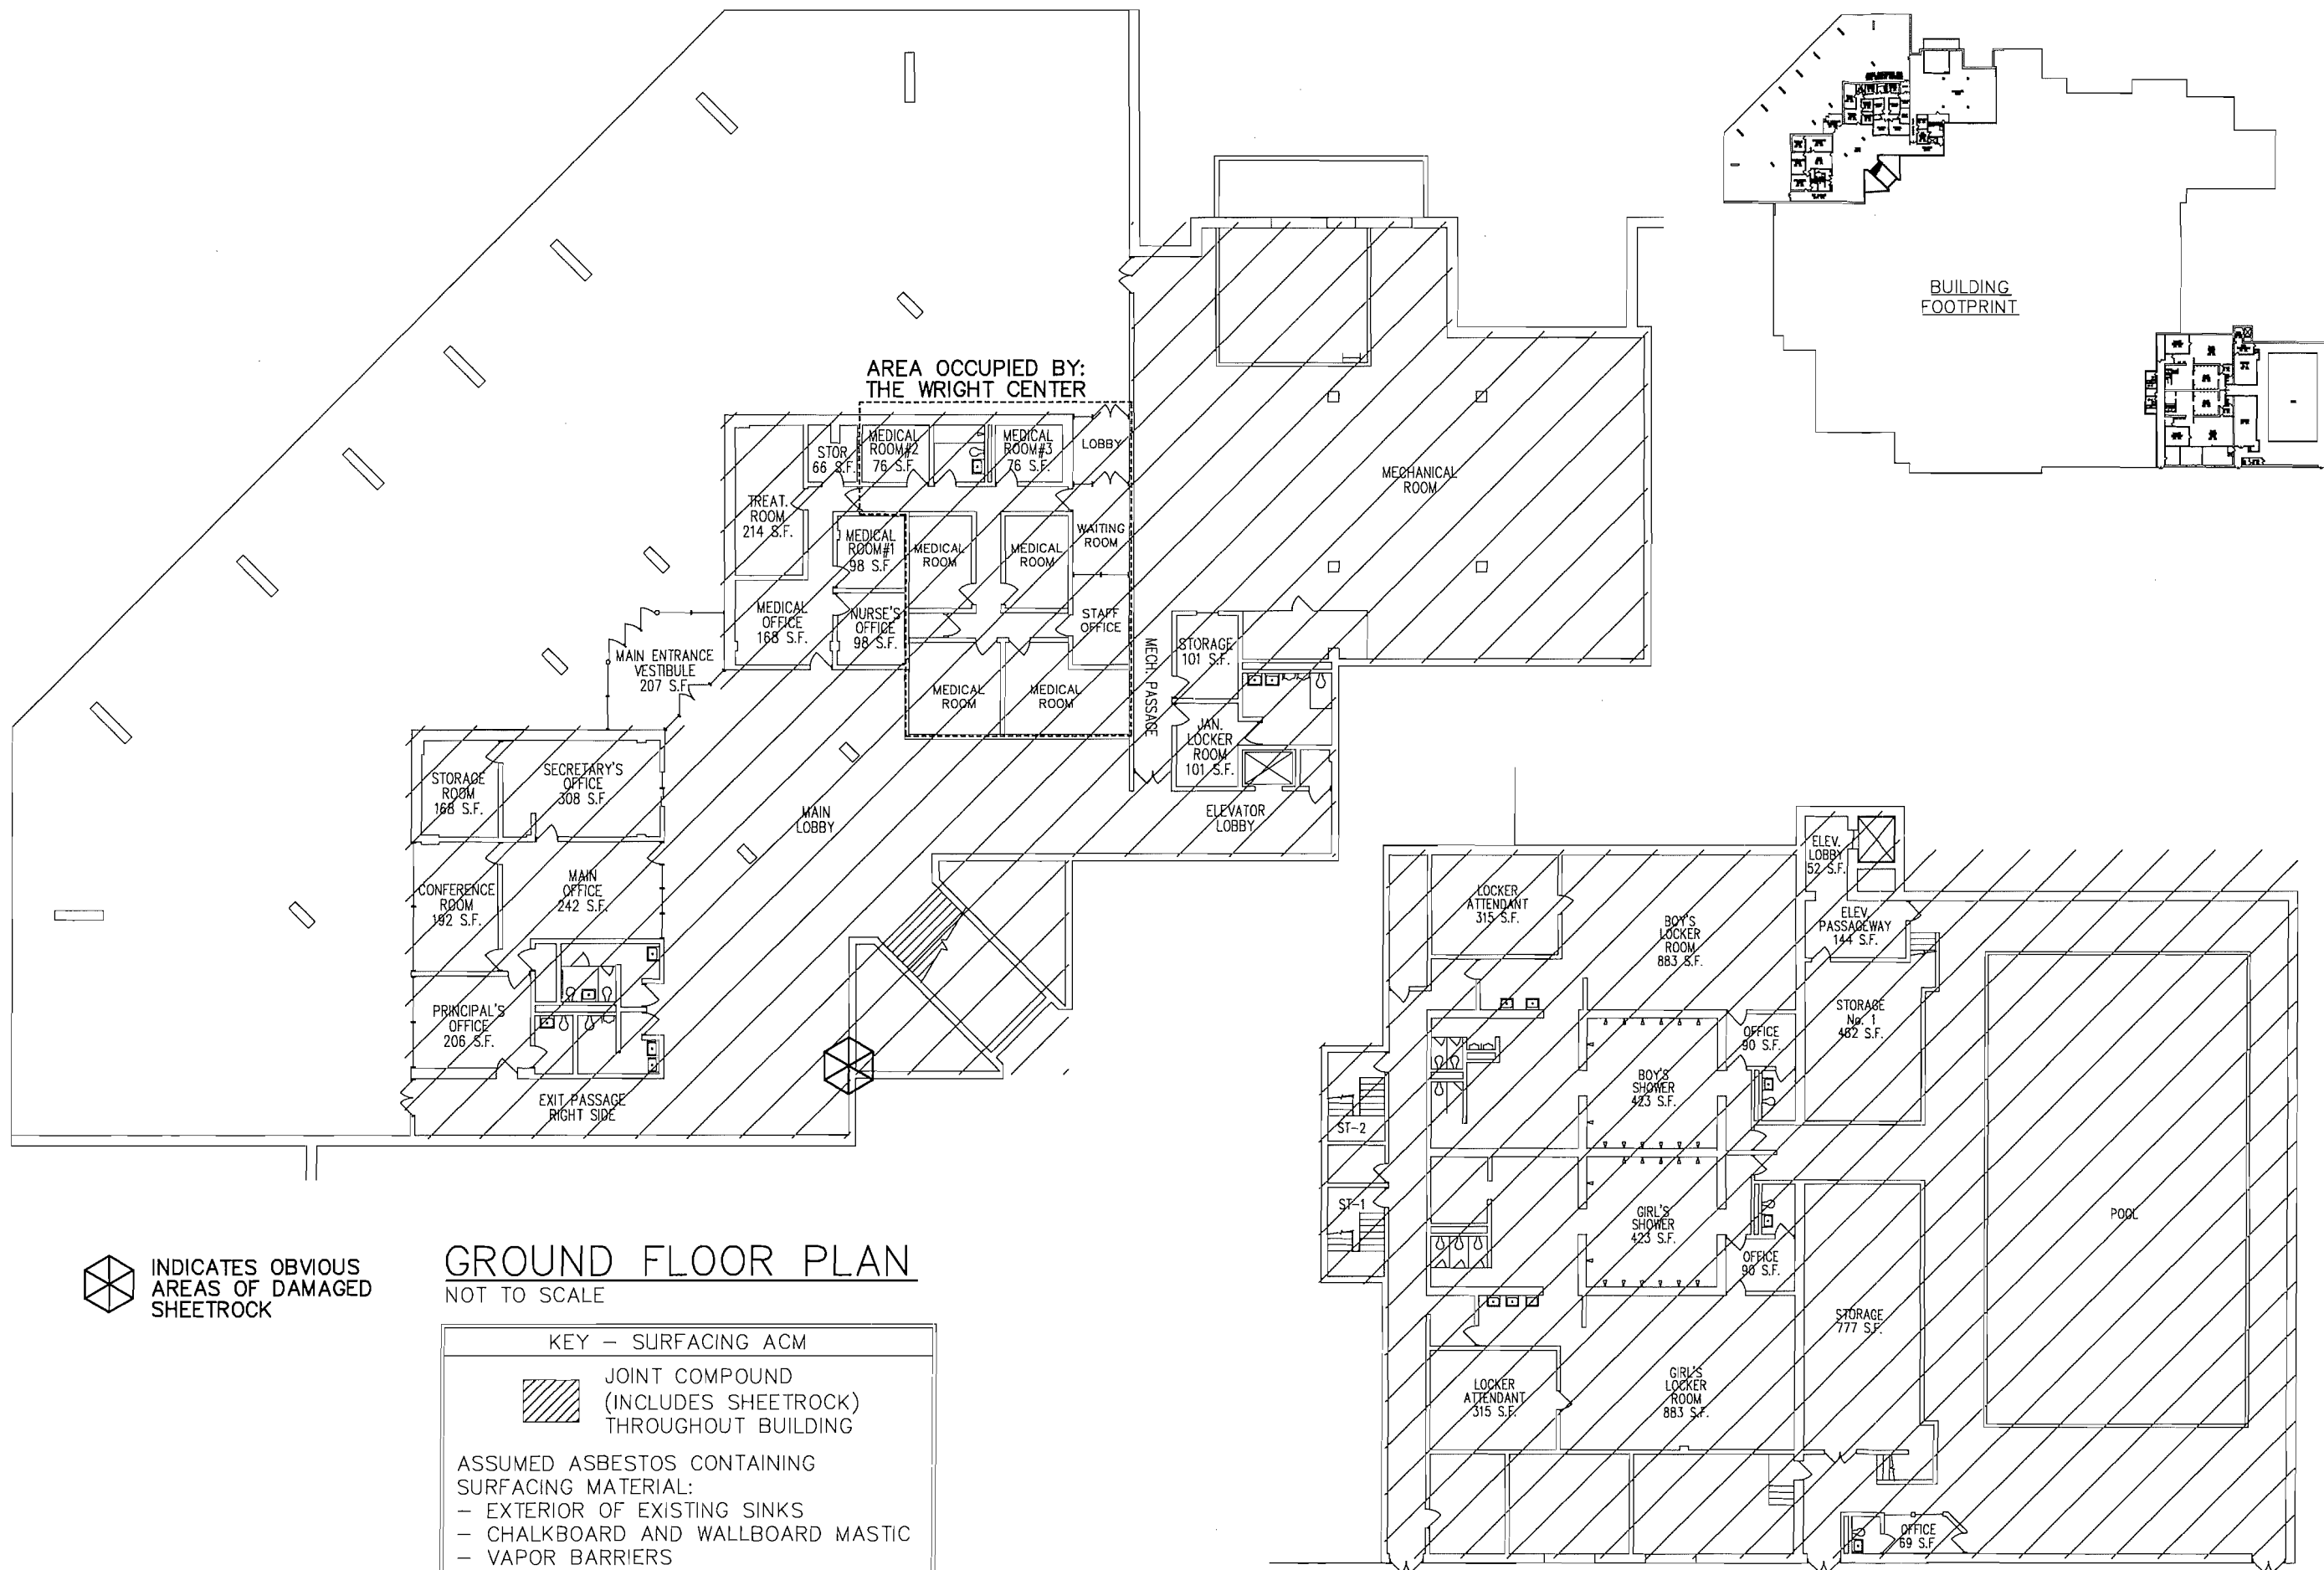 BUILDING
FOOTPRINT
AREA OCCUPIED BY:
THE WRIGHT CENTER
STOR
66 S.F.
MEDICAL
ROOM#2
76 S.F.
MEDICAL
ROOM#3
76 S.F.
LOBBY
MECHANICAL
ROOM
TREAT.
ROOM
214 S.F.
MEDICAL
ROOM#1
98 S.F.
MEDICAL
ROOM
MEDICAL
ROOM
WAITING
ROOM
MEDICAL
OFFICE
168 S.F.
NURSE'S
OFFICE
98 S.F.
STAFF
OFFICE
MAIN ENTRANCE
VESTIBULE
207 S.F.
MEDICAL
ROOM
MEDICAL
ROOM
MECH. PASSAGE
STORAGE
101 S.F.
JAN.
LOCKER
ROOM
101 S.F.
STORAGE
ROOM
168 S.F.
SECRETARY'S
OFFICE
308 S.F.
MAIN
LOBBY
ELEVATOR
LOBBY
CONFERENCE
ROOM
192 S.F.
MAIN
OFFICE
242 S.F.
PRINCIPAL'S
OFFICE
206 S.F.
EXIT PASSAGE
RIGHT SIDE
ELEV.
LOBBY
52 S.F.
LOCKER
ATTENDANT
315 S.F.
BOY'S
LOCKER
ROOM
883 S.F.
ELEV.
PASSAGEWAY
144 S.F.
STORAGE
No. 1
462 S.F.
OFFICE
90 S.F.
BOY'S
SHOWER
423 S.F.
ST-2
ST-1
GIRL'S
SHOWER
423 S.F.
OFFICE
90 S.F.
POOL
STORAGE
777 S.F.
LOCKER
ATTENDANT
315 S.F.
GIRL'S
LOCKER
ROOM
883 S.F.
OFFICE
69 S.F.
INDICATES OBVIOUS
AREAS OF DAMAGED
SHEETROCK
GROUND FLOOR PLAN
NOT TO SCALE
KEY – SURFACING ACM
JOINT COMPOUND
(INCLUDES SHEETROCK)
THROUGHOUT BUILDING
ASSUMED ASBESTOS CONTAINING
SURFACING MATERIAL:
– EXTERIOR OF EXISTING SINKS
– CHALKBOARD AND WALLBOARD MASTIC
– VAPOR BARRIERS